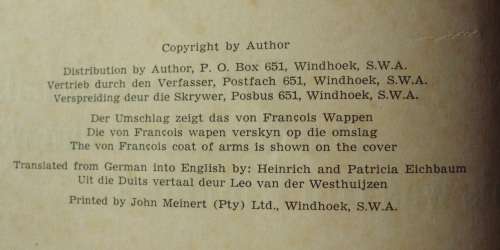 Copyright by Author
Distribution by Author, P. O. Box 651, Windhoek, S.W.A.
Vertrieb durch den Verfasser, Postfach 651, Windhoek, S.W.A.
Verspreiding deur die Skrywer, Posbus 651, Windhoek, S.W.A.
Der Umschlag zeigt das von François Wappen
Die von François wapen verskyn op die omslag
The von François coat of arms is shown on the cover
Translated from German into English by: Heinrich and Patricia Eichbaum
Uit die Duits vertaal deur Leo van der Westhuijzen
Printed by John Meinert (Pty) Ltd., Windhoek, S.W.A.